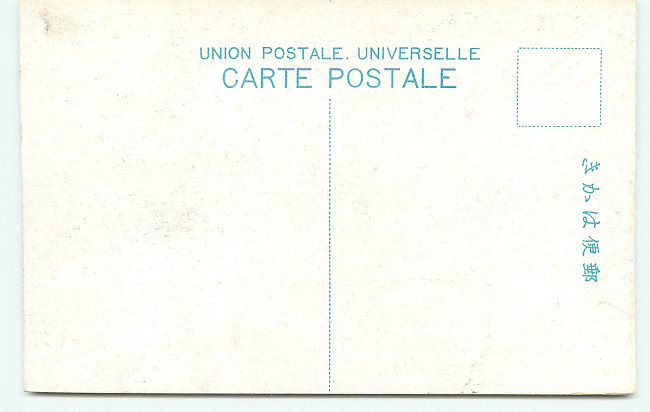 UNION POSTALE. UNIVERSELLE
CARTE POSTALE
郵便はかき